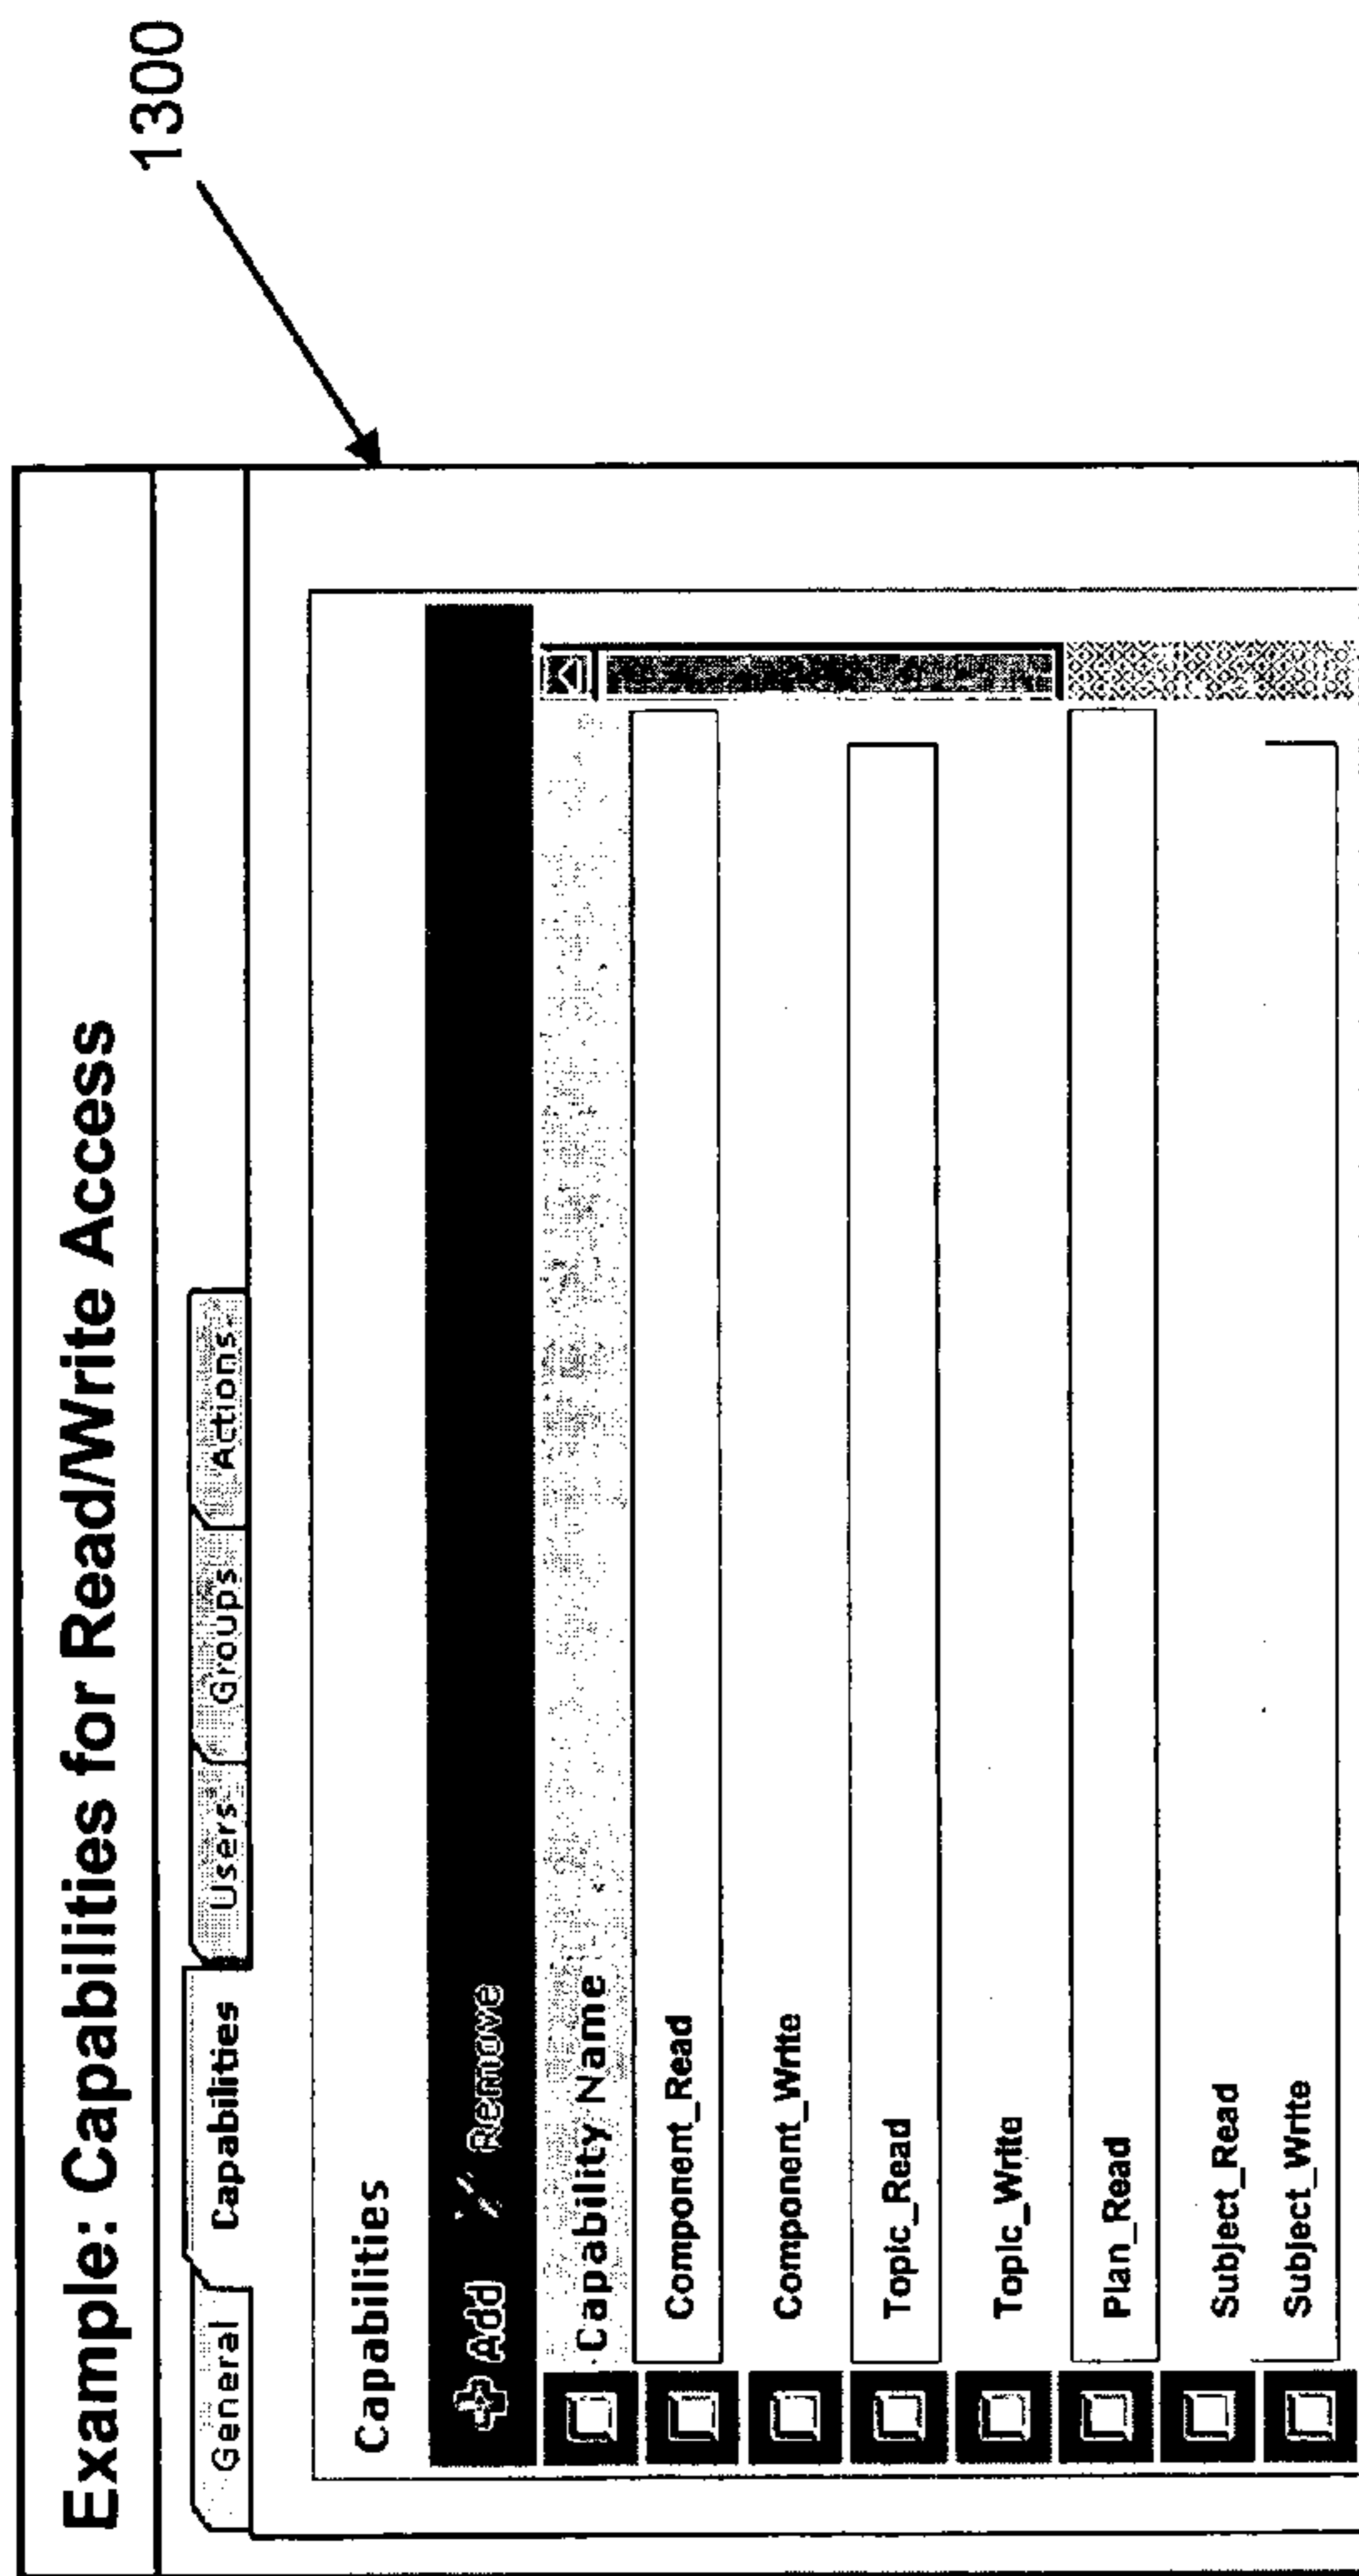 1300
Example: Capabilities for Read/Write Access
General Capabilities Users Groups Actions
Capabilities
Add Remove
Capability Name
Component_Read
Component_Write
Topic_Read
Topic_Write
Plan_Read
Subject_Read
Subject_Write